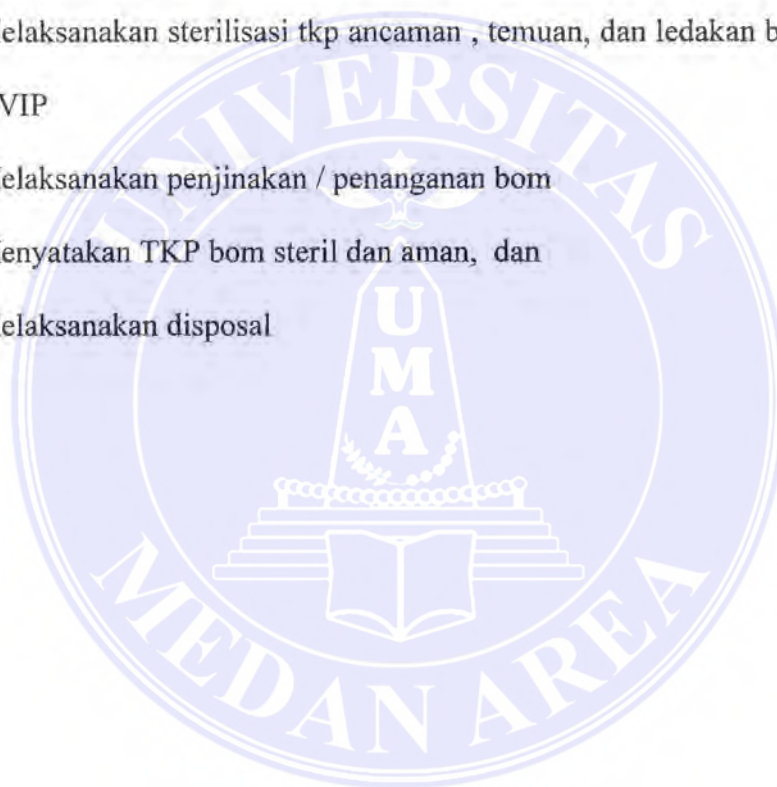 elaksanakan sterilisasi tkp ancaman , temuan, dan ledakan b
VIP
elaksanakan penjinakan / penanganan bom
enyatakan TKP bom steril dan aman, dan
elaksanakan disposal
UNIVERSITAS
UMA
MEDAN AREA